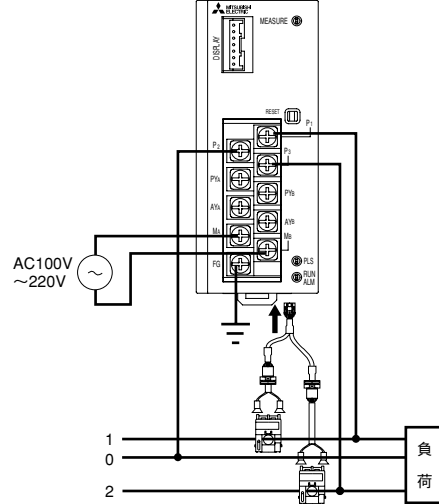 MITSUBISHI
ELECTRIC
MEASURE
DISPLAY
RESET
P1
P2
P3
PYA
PYB
AYA
AYB
MA
MB
FG
PLS
RUN
ALM
AC100V
～220V
1
0
2
負
荷